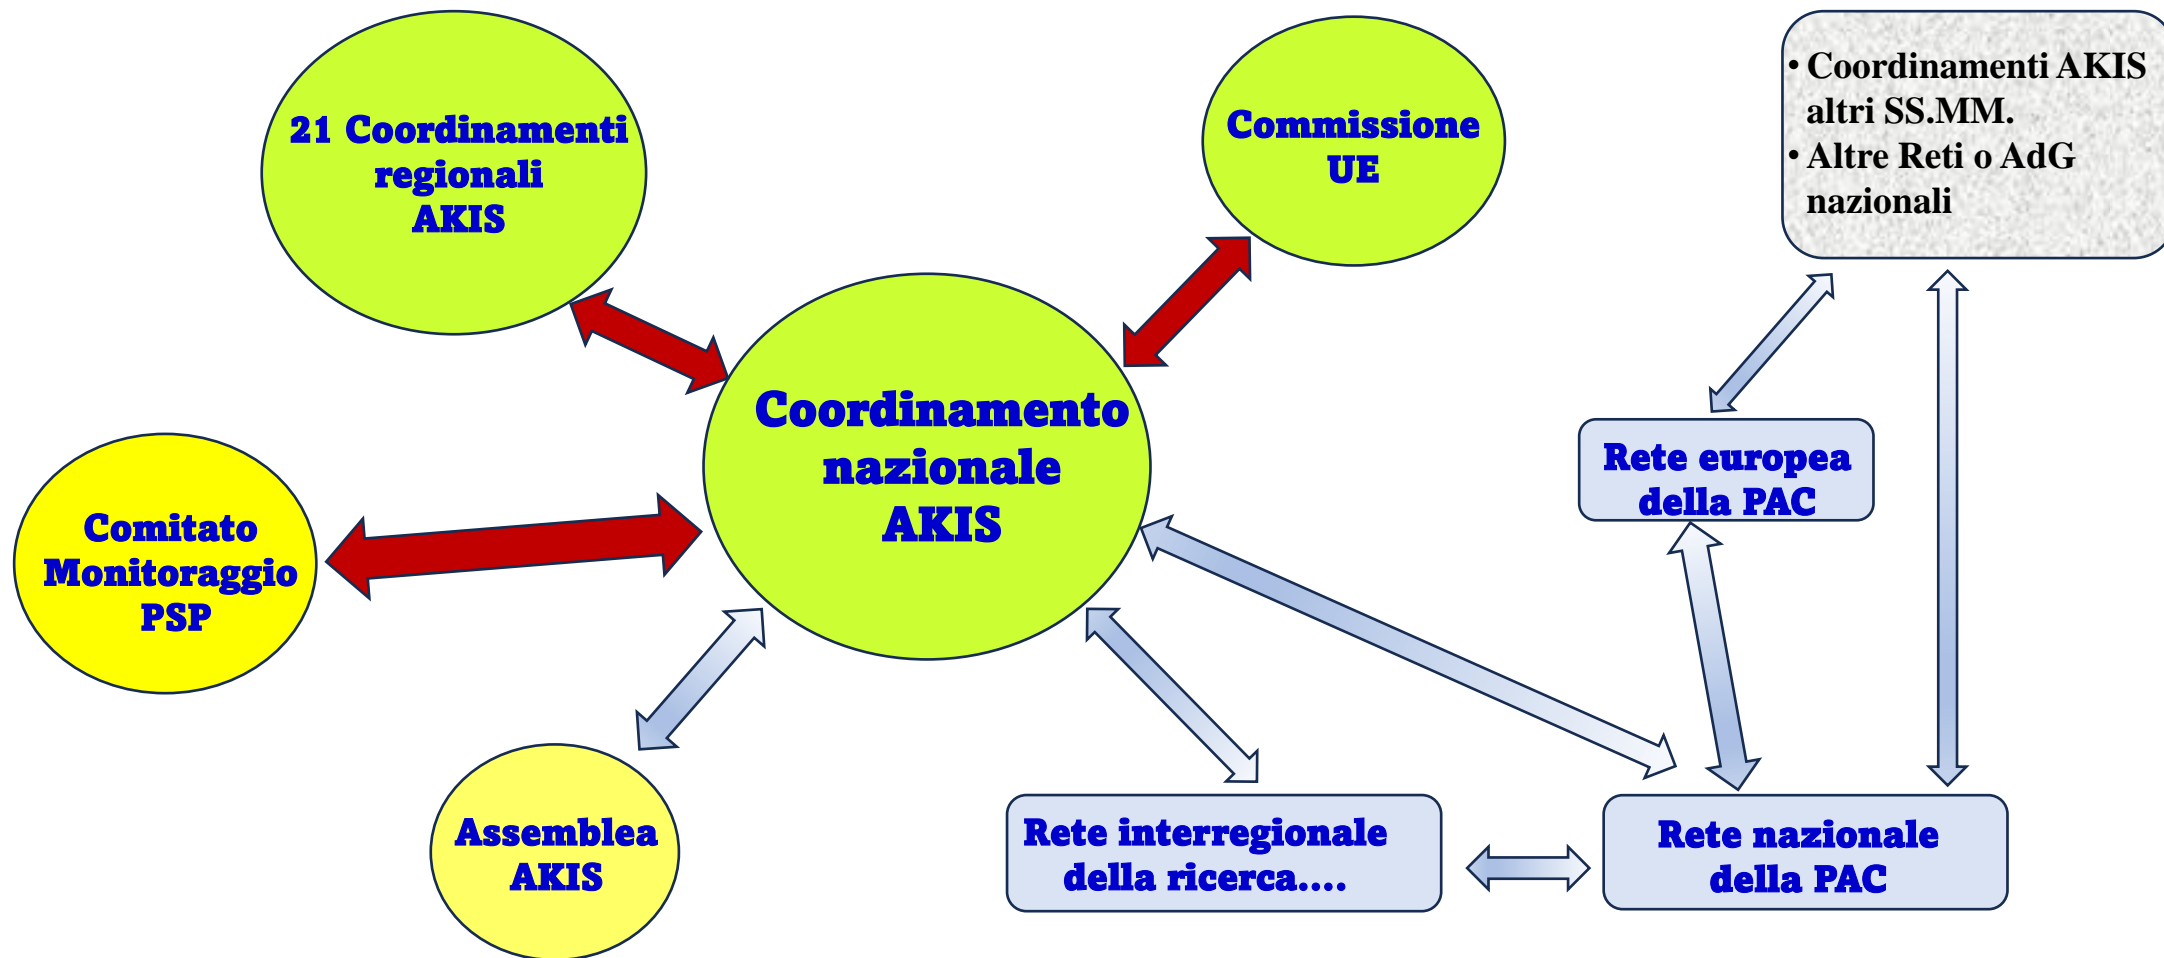 21 Coordinamenti
regionali
AKIS
Commissione
UE
• Coordinamenti AKIS
altri SS.MM.
• Altre Reti o AdG
nazionali
Coordinamento
nazionale
AKIS
Rete europea
della PAC
Comitato
Monitoraggio
PSP
Assemblea
AKIS
Rete interregionale
della ricerca....
Rete nazionale
della PAC